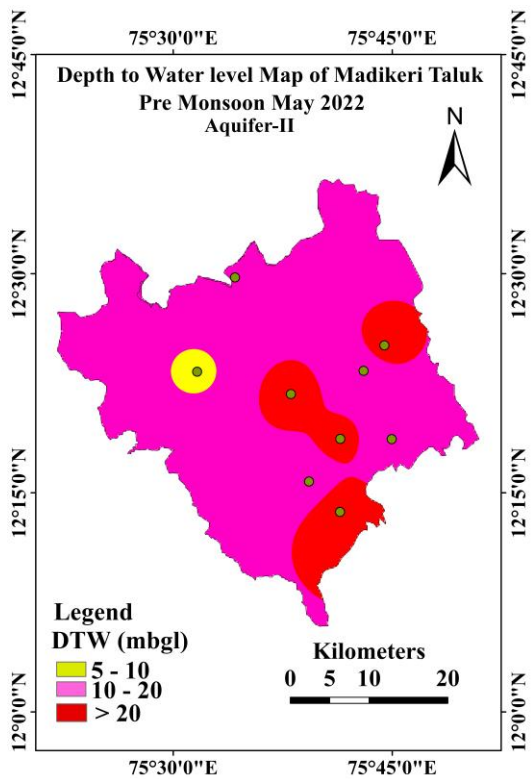 75°30'0"E 75°45'0"E
12°45'0"N 12°45'0"N
Depth to Water level Map of Madikeri Taluk
Pre Monsoon May 2022
Aquifer-II
N
12°30'0"N 12°30'0"N
12°15'0"N 12°15'0"N
Legend
DTW (mbgl)
5 - 10
10 - 20
> 20
Kilometers
0 5 10 20
12°0'0"N 12°0'0"N
75°30'0"E 75°45'0"E